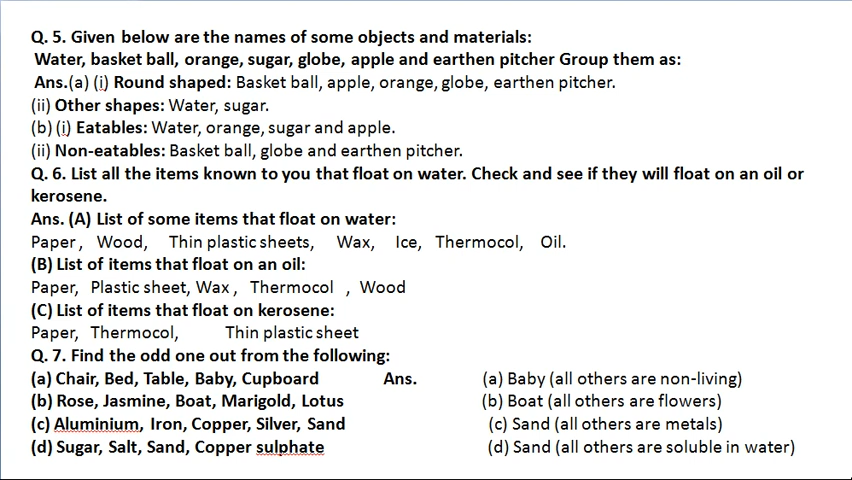 Q. 5. Given below are the names of some objects and materials:
Water, basket ball, orange, sugar, globe, apple and earthen pitcher Group them as:
Ans.(a) (i) Round shaped: Basket ball, apple, orange, globe, earthen pitcher.
(ii) Other shapes: Water, sugar.
(b) (i) Eatables: Water, orange, sugar and apple.
(ii) Non-eatables: Basket ball, globe and earthen pitcher.
Q. 6. List all the items known to you that float on water. Check and see if they will float on an oil or
kerosene.
Ans. (A) List of some items that float on water:
Paper, Wood, Thin plastic sheets, Wax, Ice, Thermocol, Oil.
(B) List of items that float on an oil:
Paper, Plastic sheet, Wax , Thermocol , Wood
(C) List of items that float on kerosene:
Paper, Thermocol, Thin plastic sheet
Q. 7. Find the odd one out from the following:
(a) Chair, Bed, Table, Baby, Cupboard Ans. (a) Baby (all others are non-living)
(b) Rose, Jasmine, Boat, Marigold, Lotus (b) Boat (all others are flowers)
(c) Aluminium, Iron, Copper, Silver, Sand (c) Sand (all others are metals)
(d) Sugar, Salt, Sand, Copper sulphate (d) Sand (all others are soluble in water)